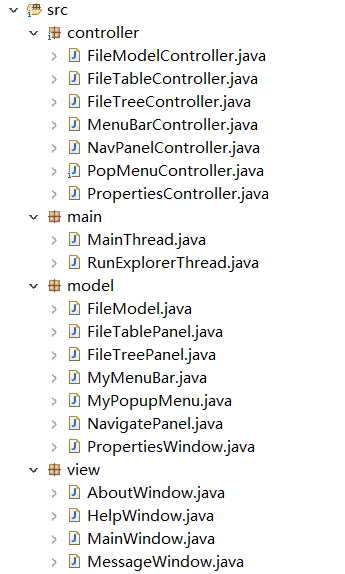 src
controller
FileModelController.java
FileTableController.java
FileTreeController.java
MenuBarController.java
NavPanelController.java
PopMenuController.java
PropertiesController.java
main
MainThread.java
RunExplorerThread.java
model
FileModel.java
FileTablePanel.java
FileTreePanel.java
MyMenuBar.java
MyPopupMenu.java
NavigatePanel.java
PropertiesWindow.java
view
AboutWindow.java
HelpWindow.java
MainWindow.java
MessageWindow.java